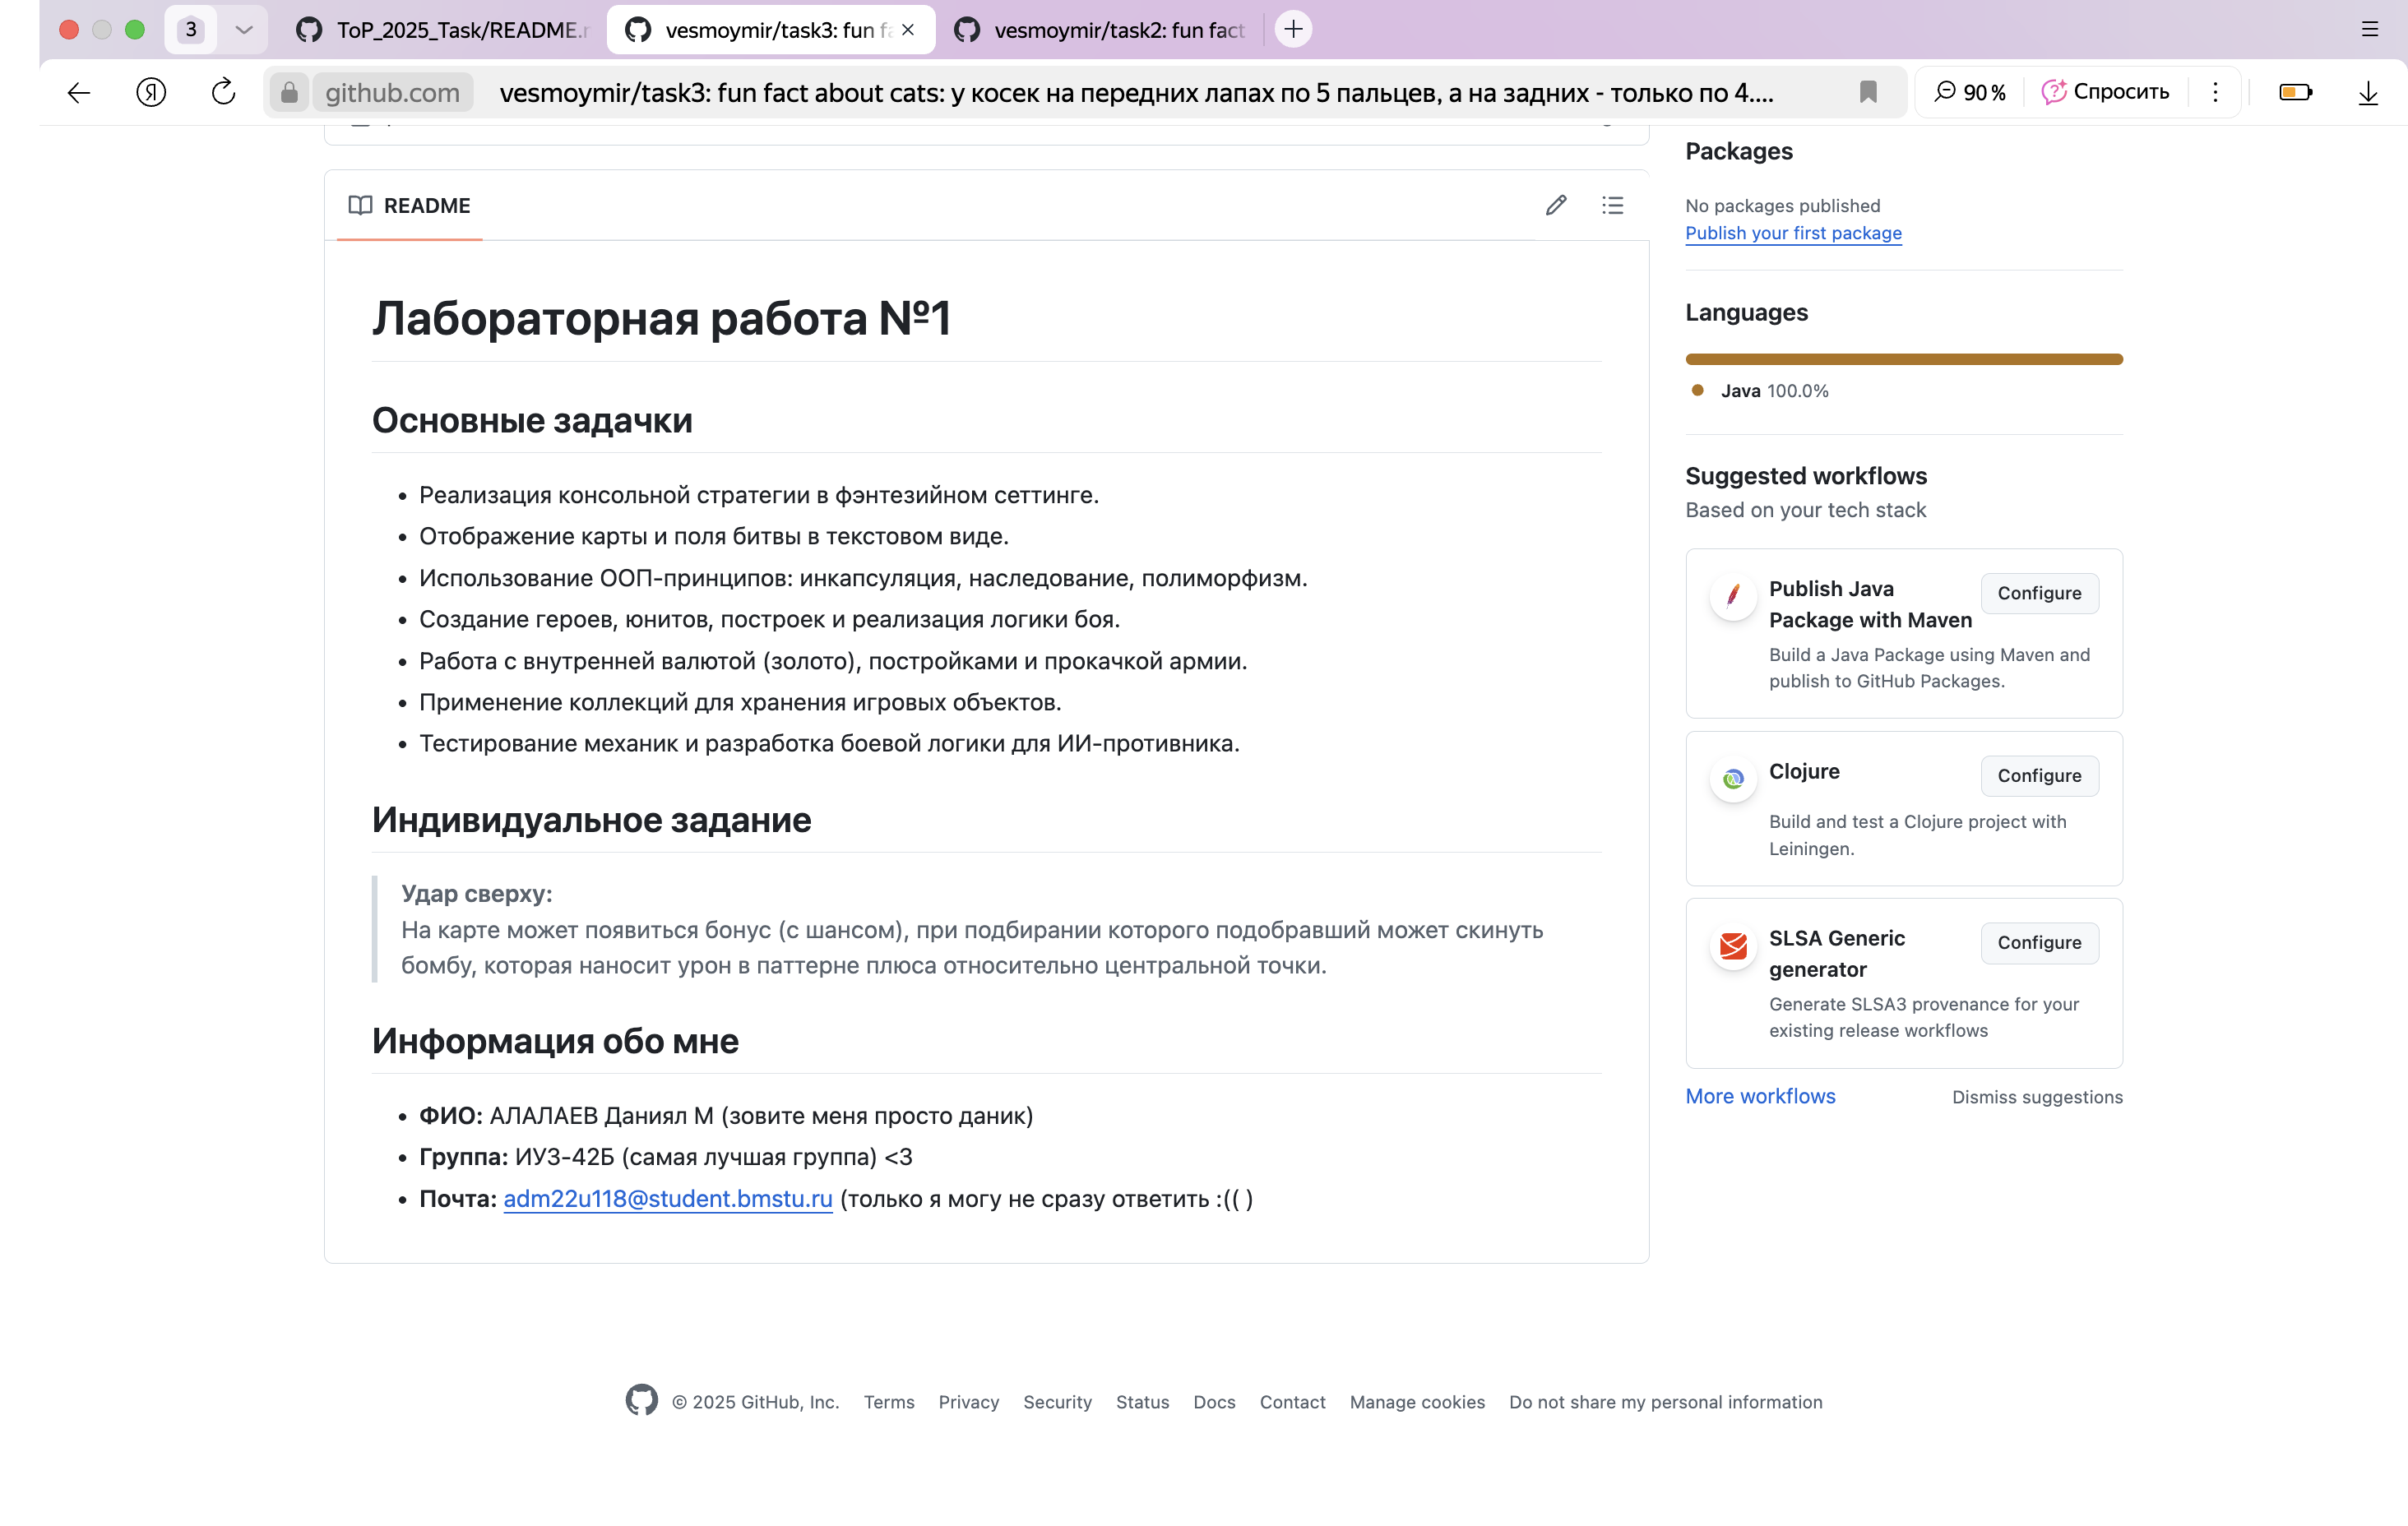 3
ToP_2025_Task/README.r
vesmoymir/task3: fun fa
vesmoymir/task2: fun fact
Я
github.com
vesmoymir/task3: fun fact about cats: у косек на передних лапах по 5 пальцев, а на задних - только по 4....
90 %
Спросить
README
Лабораторная работа №1
Основные задачки
• Реализация консольной стратегии в фэнтезийном сеттинге.
• Отображение карты и поля битвы в текстовом виде.
• Использование ООП-принципов: инкапсуляция, наследование, полиморфизм.
• Создание героев, юнитов, построек и реализация логики боя.
• Работа с внутренней валютой (золото), постройками и прокачкой армии.
• Применение коллекций для хранения игровых объектов.
• Тестирование механик и разработка боевой логики для ИИ-противника.
Индивидуальное задание
Удар сверху:
На карте может появиться бонус (с шансом), при подбирании которого подобравший может скинуть
бомбу, которая наносит урон в паттерне плюса относительно центральной точки.
Информация обо мне
• ФИО: АЛАЛАЕВ Даниял М (зовите меня просто даник)
• Группа: ИУ3-42Б (самая лучшая группа) <3
• Почта: adm22u118@student.bmstu.ru (только я могу не сразу ответить :(( )
Packages
No packages published
Publish your first package
Languages
Java 100.0%
Suggested workflows
Based on your tech stack
Publish Java
Package with Maven
Configure
Build a Java Package using Maven and
publish to GitHub Packages.
Clojure
Configure
Build and test a Clojure project with
Leiningen.
SLSA Generic
generator
Configure
Generate SLSA3 provenance for your
existing release workflows
More workflows
Dismiss suggestions
© 2025 GitHub, Inc.
Terms
Privacy
Security
Status
Docs
Contact
Manage cookies
Do not share my personal information